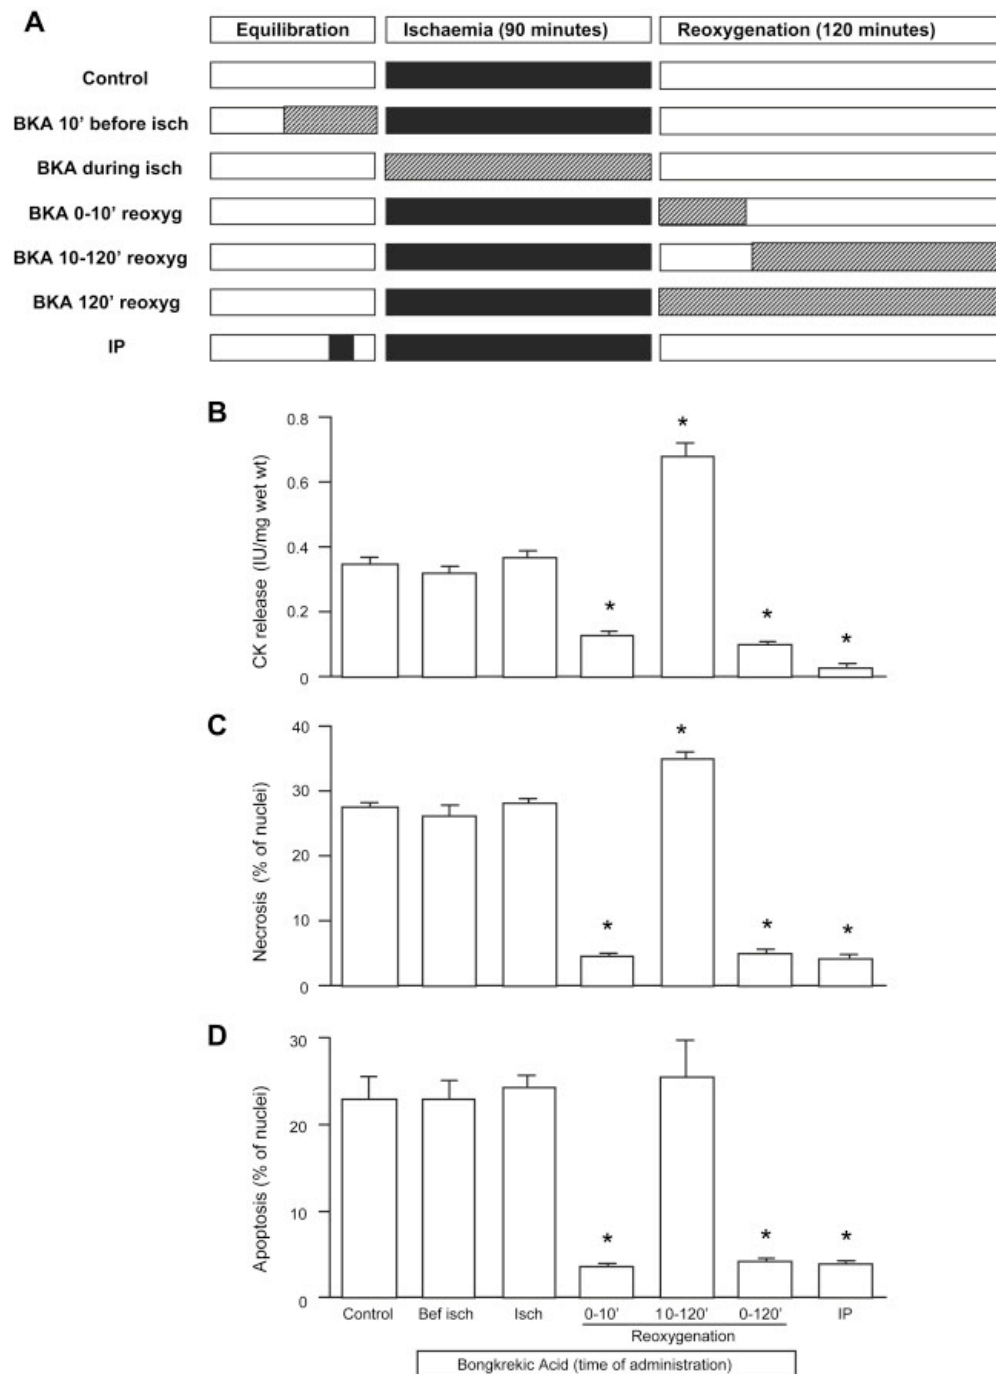 A
Equilibration Ischaemia (90 minutes) Reoxygenation (120 minutes)
Control
BKA 10' before isch
BKA during isch
BKA 0-10' reoxyg
BKA 10-120' reoxyg
BKA 120' reoxyg
IP
B
CK release (IU/mg wet wt)
0.8
0.6
0.4
0.2
0
*
*
*
*
C
Necrosis (% of nuclei)
40
30
20
10
0
*
*
*
*
D
Apoptosis (% of nuclei)
30
20
10
0
*
*
*
Control Bef isch Isch 0-10' 10-120' 0-120' IP
Reoxygenation
Bongkrekic Acid (time of administration)